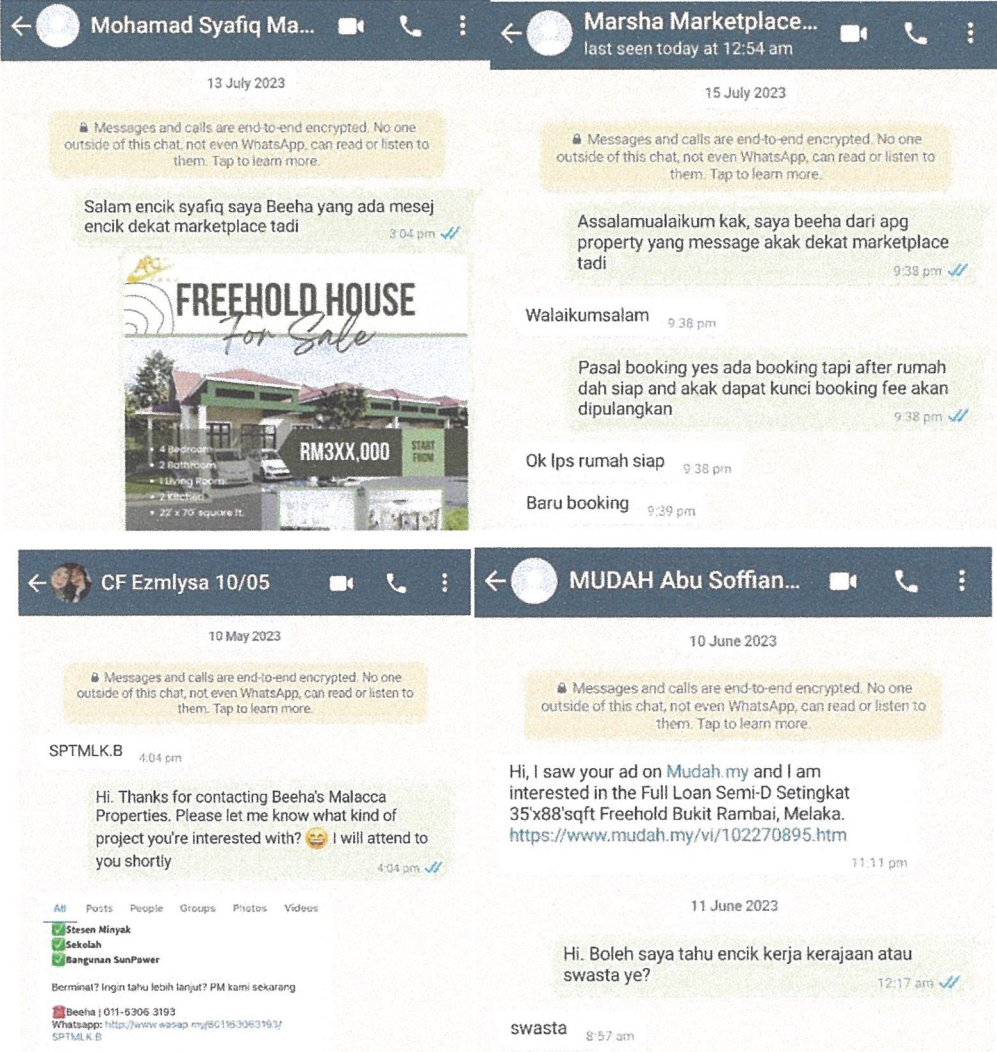 Mohamad Syafiq Ma...
13 July 2023
Messages and calls are end-to-end encrypted. No one
outside of this chat, not even WhatsApp, can read or listen to
them. Tap to learn more.
Salam encik syafiq saya Beeha yang ada mesej
encik dekat marketplace tadi
3:04 pm
APG
FREEHOLD HOUSE
For Sale
• 4 Bedroom
• 2 Bathroom
• 1 Living Room
• 2 Kitchen
• 22' x 70' square ft.
RM3XX,000
START
FROM
Marsha Marketplace...
last seen today at 12:54 am
15 July 2023
Messages and calls are end-to-end encrypted. No one
outside of this chat, not even WhatsApp, can read or listen to
them. Tap to learn more.
Assalamualaikum kak, saya beeha dari apg
property yang message akak dekat marketplace
tadi
9:38 pm
Walaikumsalam
9:38 pm
Pasal booking yes ada booking tapi after rumah
dah siap and akak dapat kunci booking fee akan
dipulangkan
9:38 pm
Ok lps rumah siap
9:38 pm
Baru booking
9:39 pm
CF Ezmlysa 10/05
10 May 2023
Messages and calls are end-to-end encrypted. No one
outside of this chat, not even WhatsApp, can read or listen to
them. Tap to learn more.
SPTMLK.B
4:04 pm
Hi. Thanks for contacting Beeha's Malacca
Properties. Please let me know what kind of
project you're interested with? 😄 I will attend to
you shortly
4:04 pm
All Posts People Groups Photos Videos
✅Stesen Minyak
✅Sekolah
✅Bangunan SunPower
Berminat? Ingin tahu lebih lanjut? PM kami sekarang
☎Beeha | 011-6306 3193
Whatsapp: http://www.wasap.my/601163063193/
SPTMLK.B
MUDAH Abu Soffian...
10 June 2023
Messages and calls are end-to-end encrypted. No one
outside of this chat, not even WhatsApp, can read or listen to
them. Tap to learn more.
Hi, I saw your ad on Mudah.my and I am
interested in the Full Loan Semi-D Setingkat
35'x88'sqft Freehold Bukit Rambai, Melaka.
https://www.mudah.my/vi/102270895.htm
11:11 pm
11 June 2023
Hi. Boleh saya tahu encik kerja kerajaan atau
swasta ye?
12:17 am
swasta
8:57 am